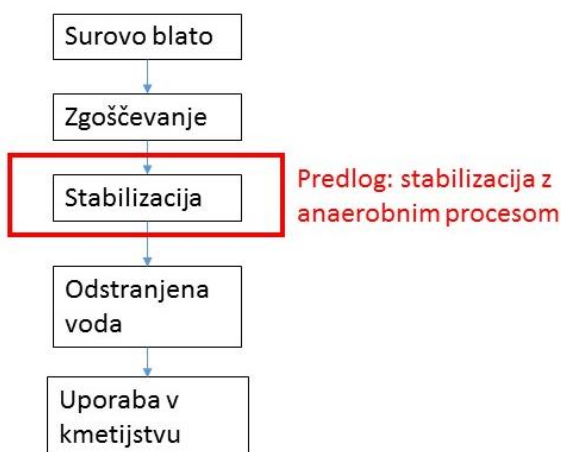 Surovo blato
Zgoščevanje
Stabilizacija
Predlog: stabilizacija z
anaerobnim procesom
Odstranjena
voda
Uporaba v
kmetijstvu